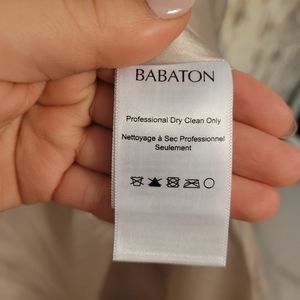 BABATON
Professional Dry Clean Only
Nettoyage à Sec Professionnel
Seulement